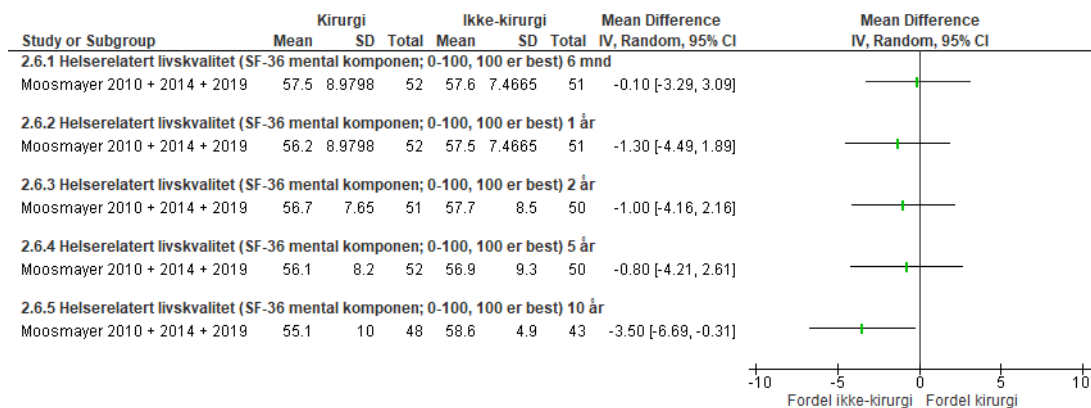 Kirurgi Ikke-kirurgi Mean Difference Mean Difference
Study or Subgroup Mean SD Total Mean SD Total IV, Random, 95% CI IV, Random, 95% CI
2.6.1 Helserelatert livskvalitet (SF-36 mental komponen; 0-100, 100 er best) 6 mnd
Moosmayer 2010 + 2014 + 2019 57.5 8.9798 52 57.6 7.4665 51 -0.10 [-3.29, 3.09]
2.6.2 Helserelatert livskvalitet (SF-36 mental komponen; 0-100, 100 er best) 1 år
Moosmayer 2010 + 2014 + 2019 56.2 8.9798 52 57.5 7.4665 51 -1.30 [-4.49, 1.89]
2.6.3 Helserelatert livskvalitet (SF-36 mental komponen; 0-100, 100 er best) 2 år
Moosmayer 2010 + 2014 + 2019 56.7 7.65 51 57.7 8.5 50 -1.00 [-4.16, 2.16]
2.6.4 Helserelatert livskvalitet (SF-36 mental komponen; 0-100, 100 er best) 5 år
Moosmayer 2010 + 2014 + 2019 56.1 8.2 52 56.9 9.3 50 -0.80 [-4.21, 2.61]
2.6.5 Helserelatert livskvalitet (SF-36 mental komponen; 0-100, 100 er best) 10 år
Moosmayer 2010 + 2014 + 2019 55.1 10 48 58.6 4.9 43 -3.50 [-6.69, -0.31]
-10 -5 0 5 10
Fordel ikke-kirurgi Fordel kirurgi